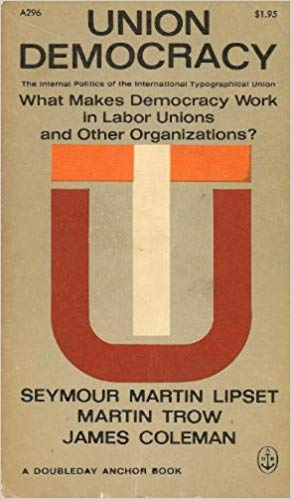 A296
$1.95
UNION
DEMOCRACY
The Internal Politics of the International Typographical Union
What Makes Democracy Work
in Labor Unions
and Other Organizations?
SEYMOUR MARTIN LIPSET
MARTIN TROW
JAMES COLEMAN
A DOUBLEDAY ANCHOR BOOK